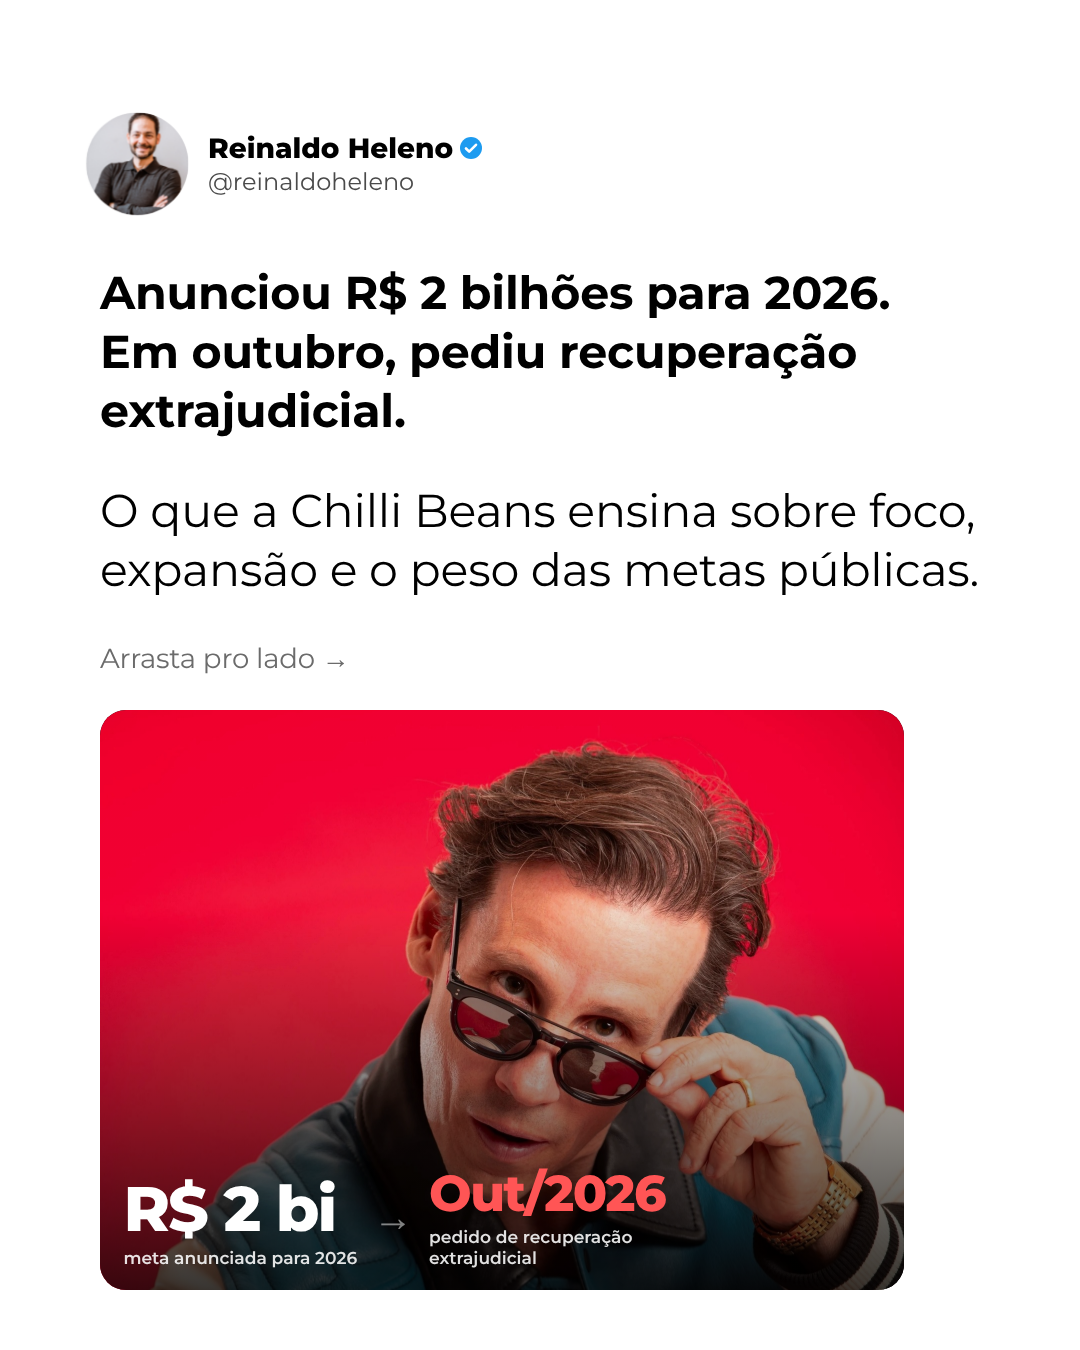 Reinaldo Heleno
@reinaldoheleno
Anunciou R$ 2 bilhões para 2026.
Em outubro, pediu recuperação
extrajudicial.
O que a Chilli Beans ensina sobre foco,
expansão e o peso das metas públicas.
Arrasta pro lado →
R$ 2 bi
meta anunciada para 2026
→
Out/2026
pedido de recuperação
extrajudicial